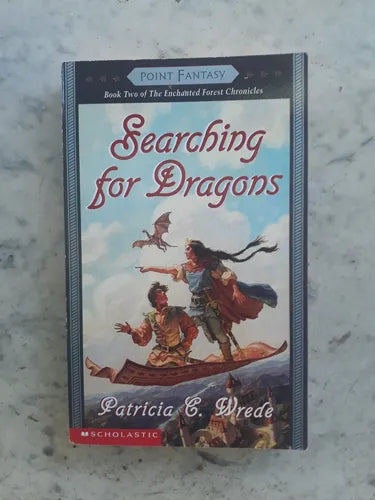 POINT FANTASY
Book Two of The Enchanted Forest Chronicles
Searching
for Dragons
Patricia C. Wrede
SCHOLASTIC